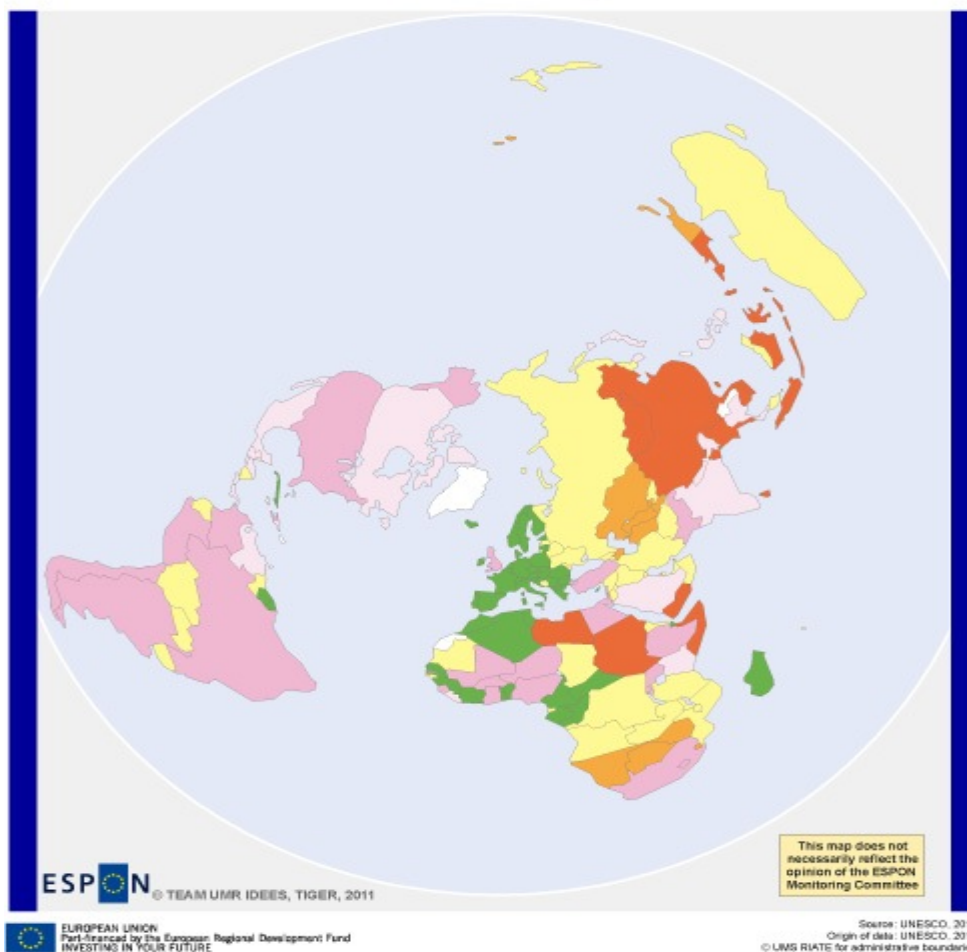 This map does not
necessarily reflect the
opinion of the ESPON
Monitoring Committee
ESPON © TEAM UMR IDEES, TIGER, 2011
EUROPEAN UNION
Part-financed by the European Regional Development Fund
INVESTING IN YOUR FUTURE
Source: UNESCO, 20
Origin of data: UNESCO, 20
© UMS RIATE for administrative boundari